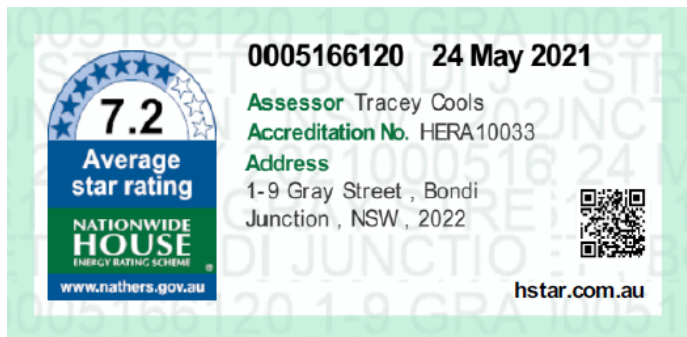 0005166120 24 May 2021
Assessor Tracey Cools
Accreditation No. HERA10033
Address
1-9 Gray Street , Bondi
Junction , NSW , 2022
hstar.com.au
7.2
Average
star rating
NATIONWIDE
HOUSE
ENERGY RATING SCHEME
www.nathers.gov.au